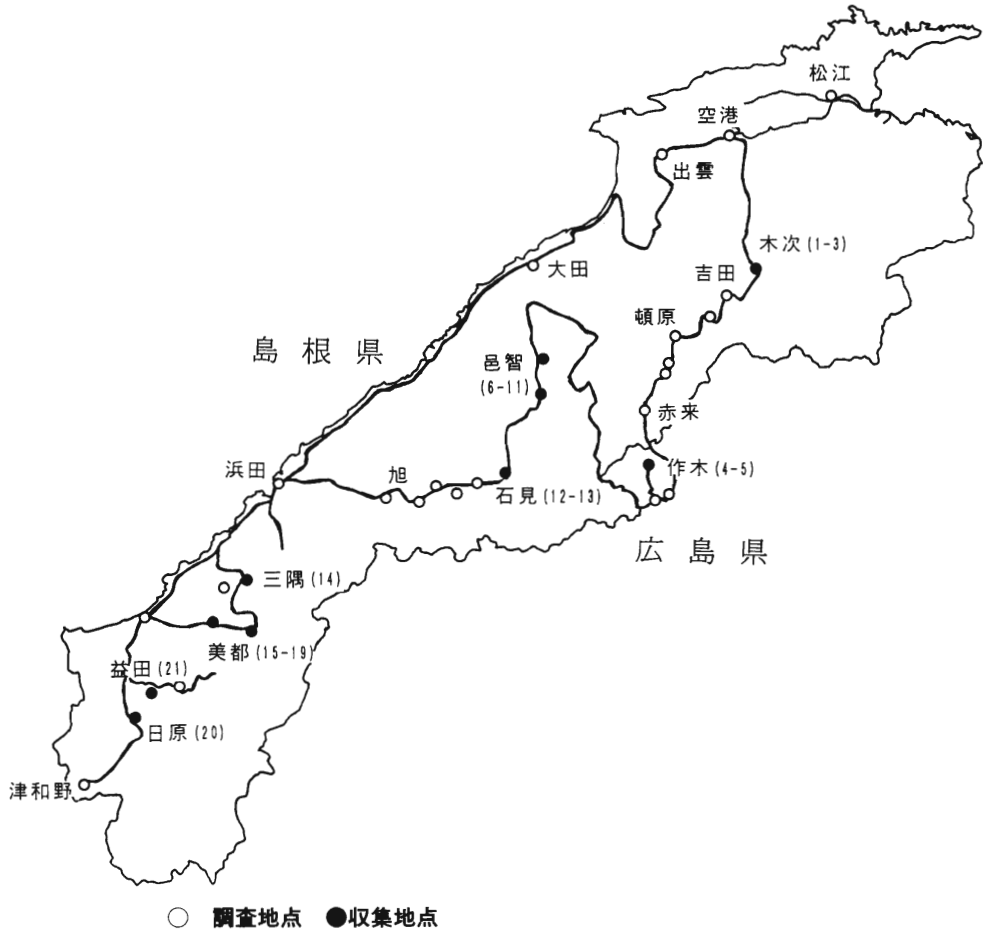 松江
空港
出雲
木次(1-3)
大田
吉田
頓原
島根県
邑智
(6-11)
赤来
浜田
旭
作木(4-5)
石見(12-13)
広島県
三隅(14)
美都(15-19)
益田(21)
日原(20)
津和野
○ 調査地点 ●収集地点